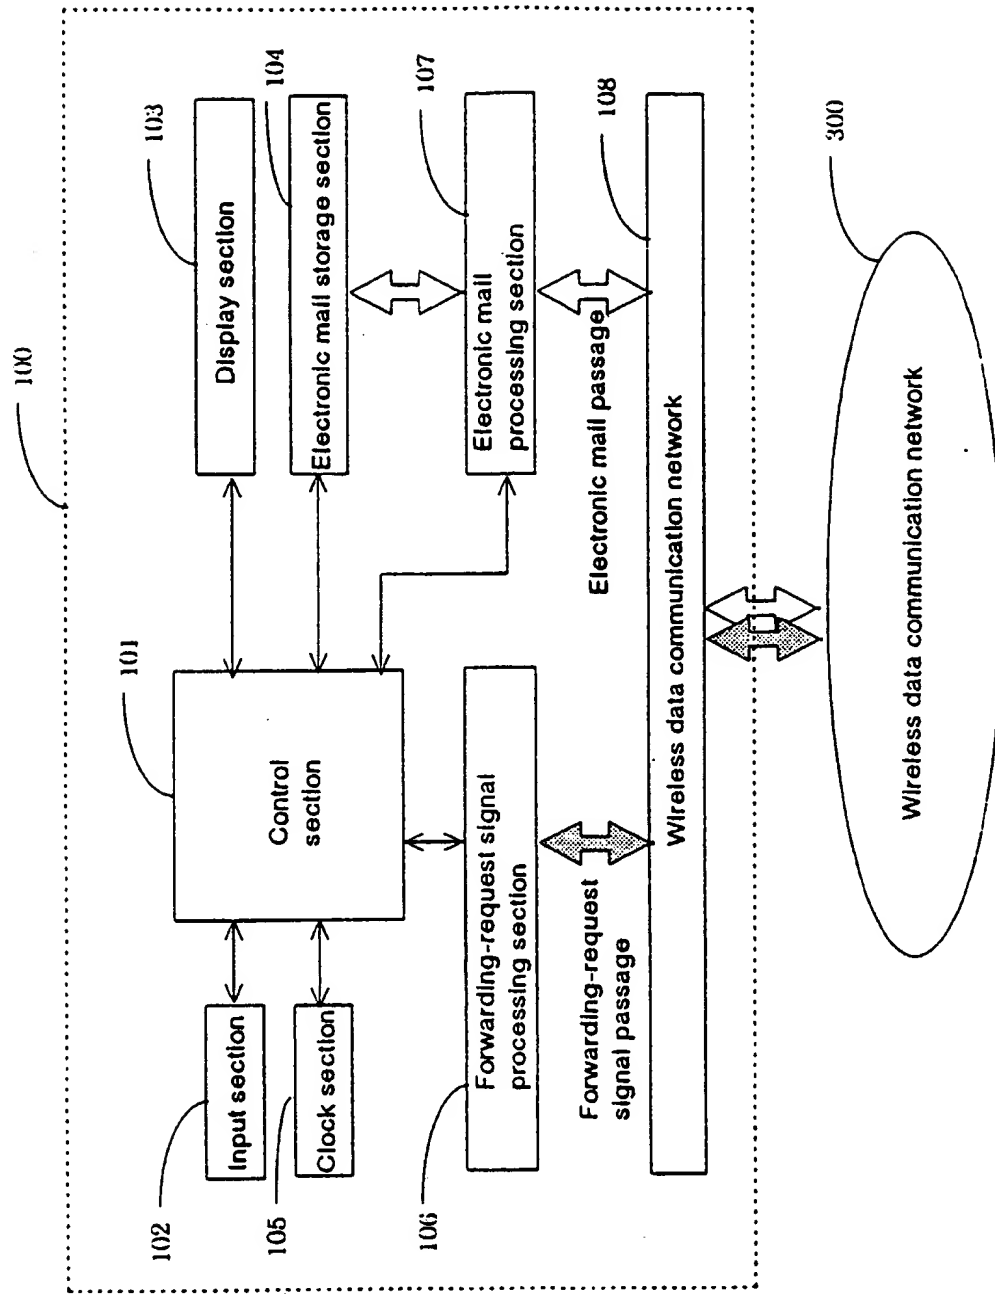 100
101
102
Input section
Control
section
103
Display section
105
Clock section
104
Electronic mail storage section
106
Forwarding-request signal
processing section
107
Electronic mail
processing section
Forwarding-request
signal passage
Electronic mail passage
108
Wireless data communication network
300
Wireless data communication network